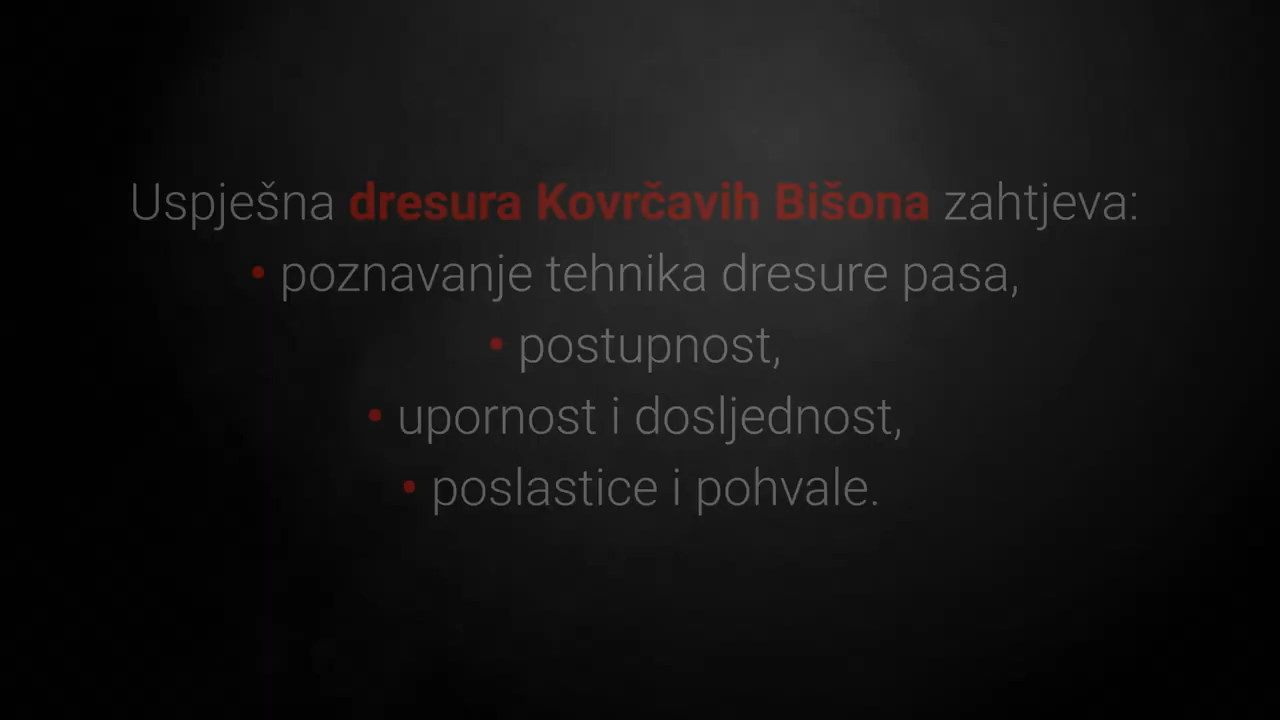 Uspješna dresura Kovrčavih Bišona zahtjeva:
• poznavanje tehnika dresure pasa,
• postupnost,
• upornost i dosljednost,
• poslastice i pohvale.